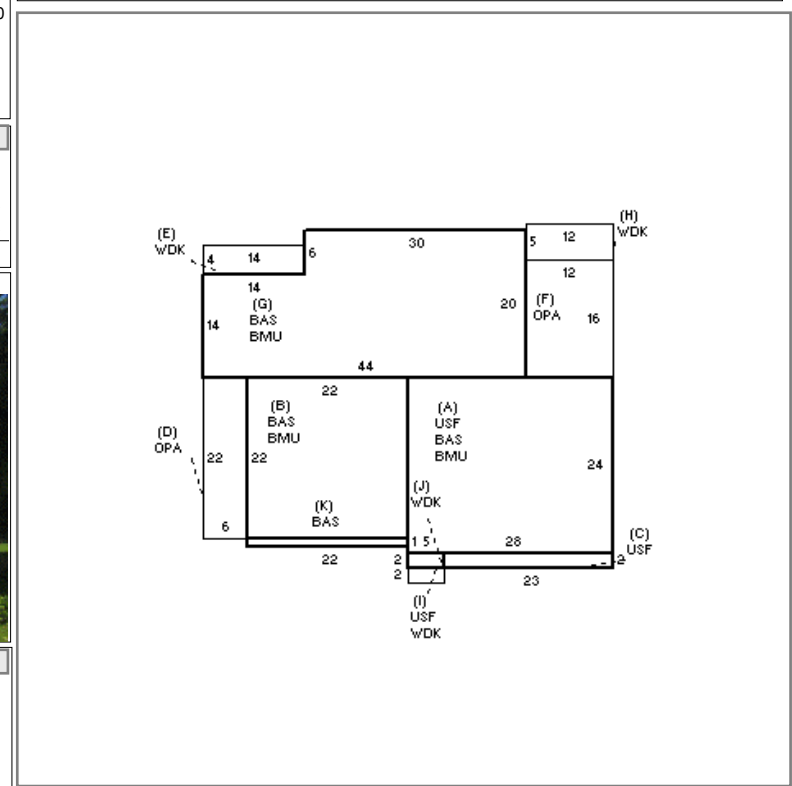 (H)
WDK
(E)
WDK
4
14
6
30
5
12
12
14
(G)
BAS
BMU
14
20
(F)
OPA
16
44
22
(B)
BAS
BMU
(A)
USF
BAS
BMU
(D)
OPA
22
22
24
(J)
WDK
(K)
BAS
6
1 5
28
(C)
USF
22
2
2
2
23
(I)
USF
WDK